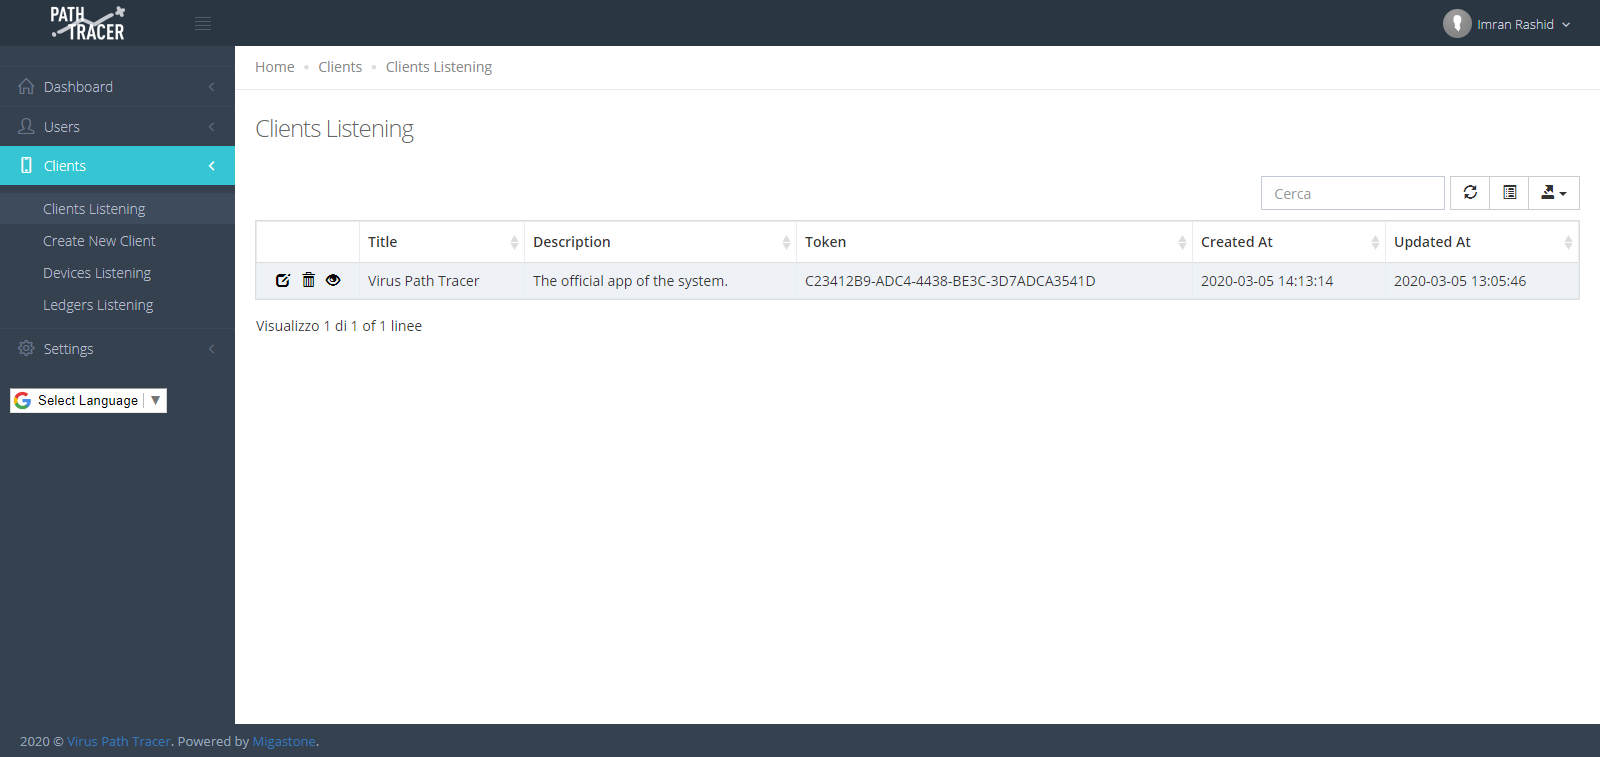 PATH TRACER
Imran Rashid
Dashboard
Users
Clients
Clients Listening
Create New Client
Devices Listening
Ledgers Listening
Settings
Select Language ▼
Home Clients Clients Listening
Clients Listening
Cerca
Title Description Token Created At Updated At
Virus Path Tracer The official app of the system. C23412B9-ADC4-4438-BE3C-3D7ADCA3541D 2020-03-05 14:13:14 2020-03-05 13:05:46
Visualizzo 1 di 1 of 1 linee
2020 © Virus Path Tracer. Powered by Migastone.